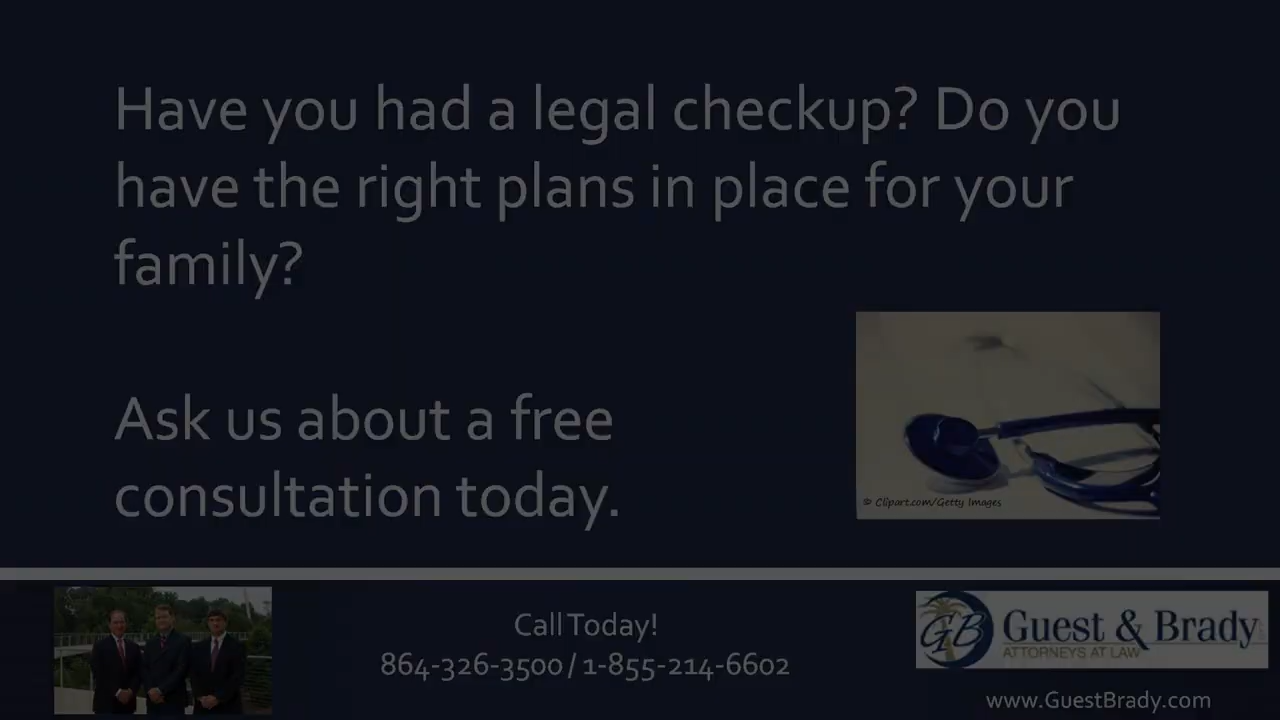 Have you had a legal checkup? Do you
have the right plans in place for your
family?
Ask us about a free
consultation today.
© Clipart.com/Getty Images
Call Today!
864-326-3500 / 1-855-214-6602
GB
Guest & Brady
ATTORNEYS AT LAW
www.GuestBrady.com